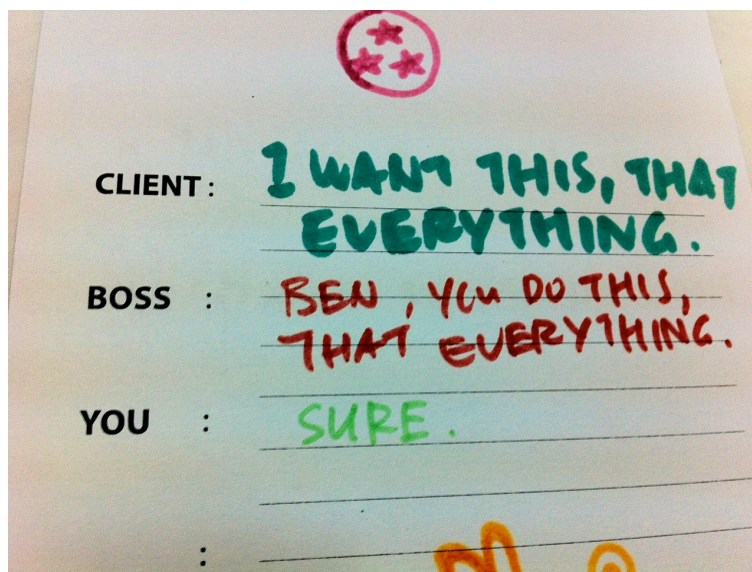 CLIENT : I WANT THIS, THAT
EVERYTHING.
BOSS : BEN, YOU DO THIS,
THAT EVERYTHING.
YOU : SURE.
: